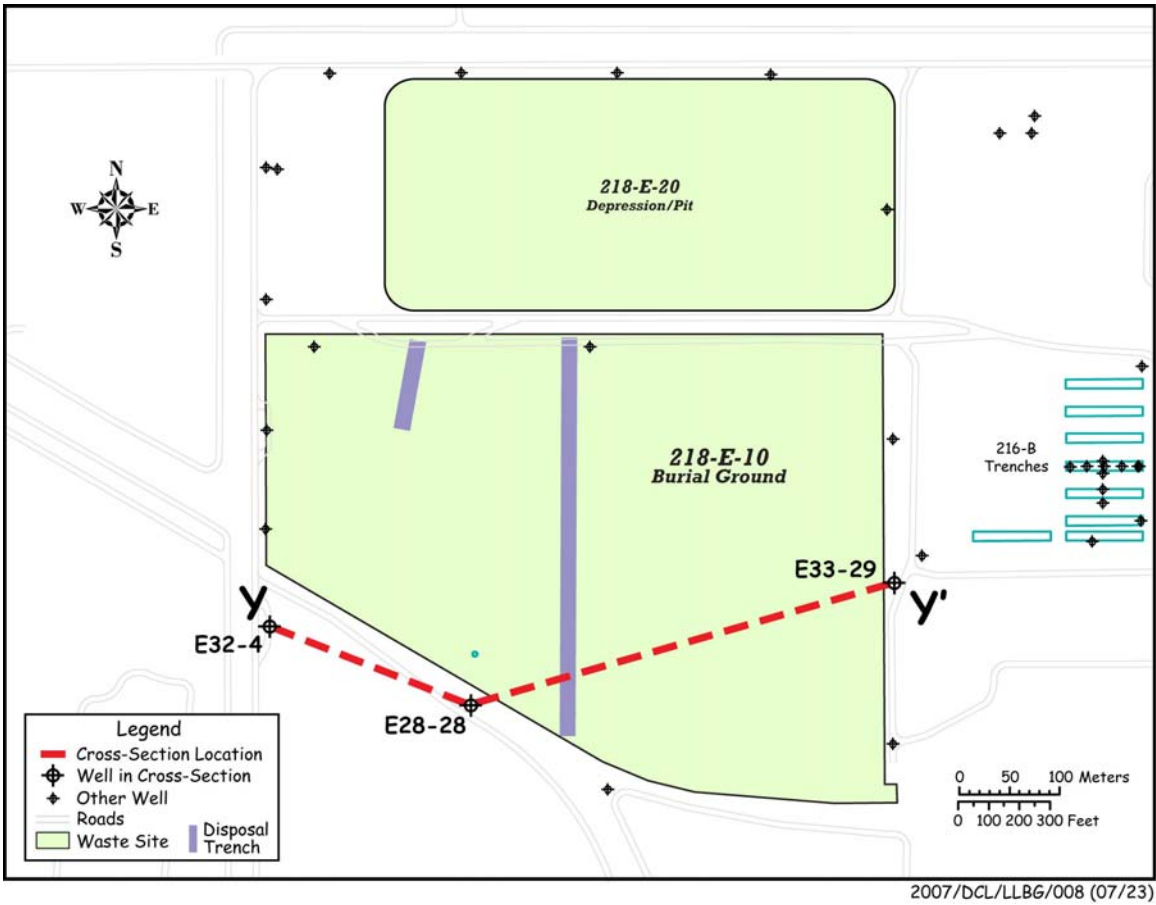 N
W E
S
218-E-20
Depression/Pit
218-E-10
Burial Ground
216-B
Trenches
E33-29
Y
Y'
E32-4
E28-28
Legend
Cross-Section Location
Well in Cross-Section
Other Well
Roads
Waste Site
Disposal
Trench
0 50 100 Meters
0 100 200 300 Feet
2007/DCL/LLBG/008 (07/23)